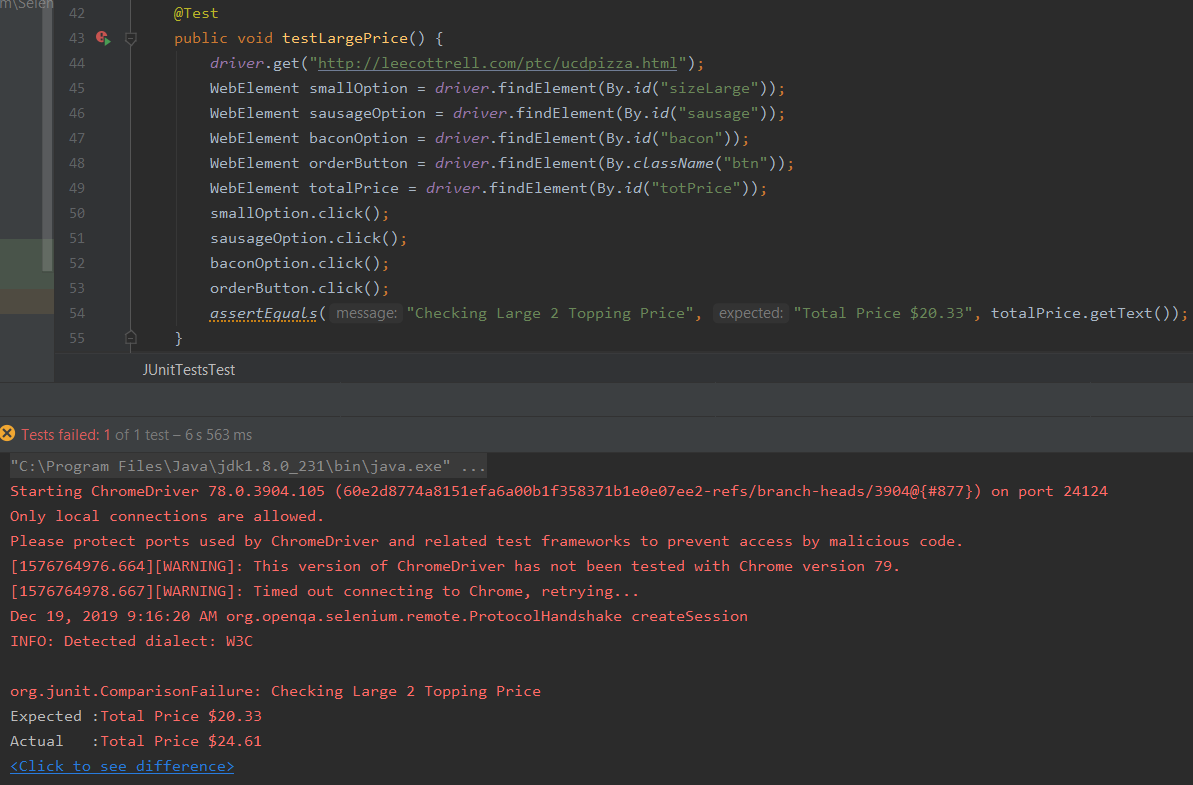 m\Selen
42 @Test
43 public void testLargePrice() {
44 driver.get("http://leecottrell.com/ptc/ucdpizza.html");
45 WebElement smallOption = driver.findElement(By.id("sizeLarge"));
46 WebElement sausageOption = driver.findElement(By.id("sausage"));
47 WebElement baconOption = driver.findElement(By.id("bacon"));
48 WebElement orderButton = driver.findElement(By.className("btn"));
49 WebElement totalPrice = driver.findElement(By.id("totPrice"));
50 smallOption.click();
51 sausageOption.click();
52 baconOption.click();
53 orderButton.click();
54 assertEquals( message: "Checking Large 2 Topping Price", expected: "Total Price $20.33", totalPrice.getText());
55 }
JUnitTestsTest
Tests failed: 1 of 1 test – 6 s 563 ms
"C:\Program Files\Java\jdk1.8.0_231\bin\java.exe" ...
Starting ChromeDriver 78.0.3904.105 (60e2d8774a8151efa6a00b1f358371b1e0e07ee2-refs/branch-heads/3904@{#877}) on port 24124
Only local connections are allowed.
Please protect ports used by ChromeDriver and related test frameworks to prevent access by malicious code.
[1576764976.664][WARNING]: This version of ChromeDriver has not been tested with Chrome version 79.
[1576764978.667][WARNING]: Timed out connecting to Chrome, retrying...
Dec 19, 2019 9:16:20 AM org.openqa.selenium.remote.ProtocolHandshake createSession
INFO: Detected dialect: W3C
org.junit.ComparisonFailure: Checking Large 2 Topping Price
Expected :Total Price $20.33
Actual   :Total Price $24.61
<Click to see difference>